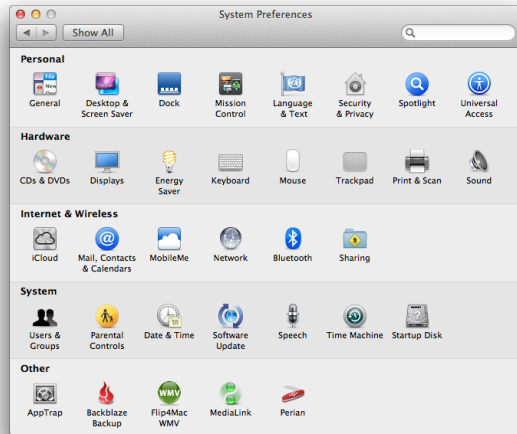 System Preferences
Show All
Personal
General
Desktop & Screen Saver
Dock
Mission Control
Language & Text
Security & Privacy
Spotlight
Universal Access
Hardware
CDs & DVDs
Displays
Energy Saver
Keyboard
Mouse
Trackpad
Print & Scan
Sound
Internet & Wireless
iCloud
Mail, Contacts & Calendars
MobileMe
Network
Bluetooth
Sharing
System
Users & Groups
Parental Controls
Date & Time
Software Update
Speech
Time Machine
Startup Disk
Other
AppTrap
Backblaze Backup
WMV
Flip4Mac WMV
MediaLink
Perian